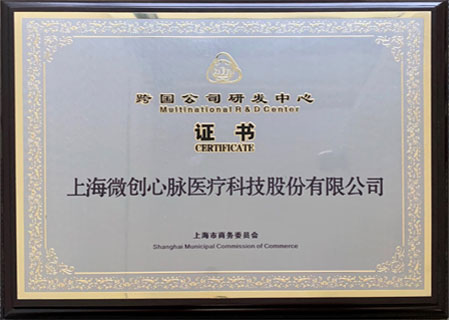 跨国公司研发中心
Multinational R & D Center
证书
CERTIFICATE
上海微创心脉医疗科技股份有限公司
上海市商务委员会
Shanghai Municipal Commission of Commerce